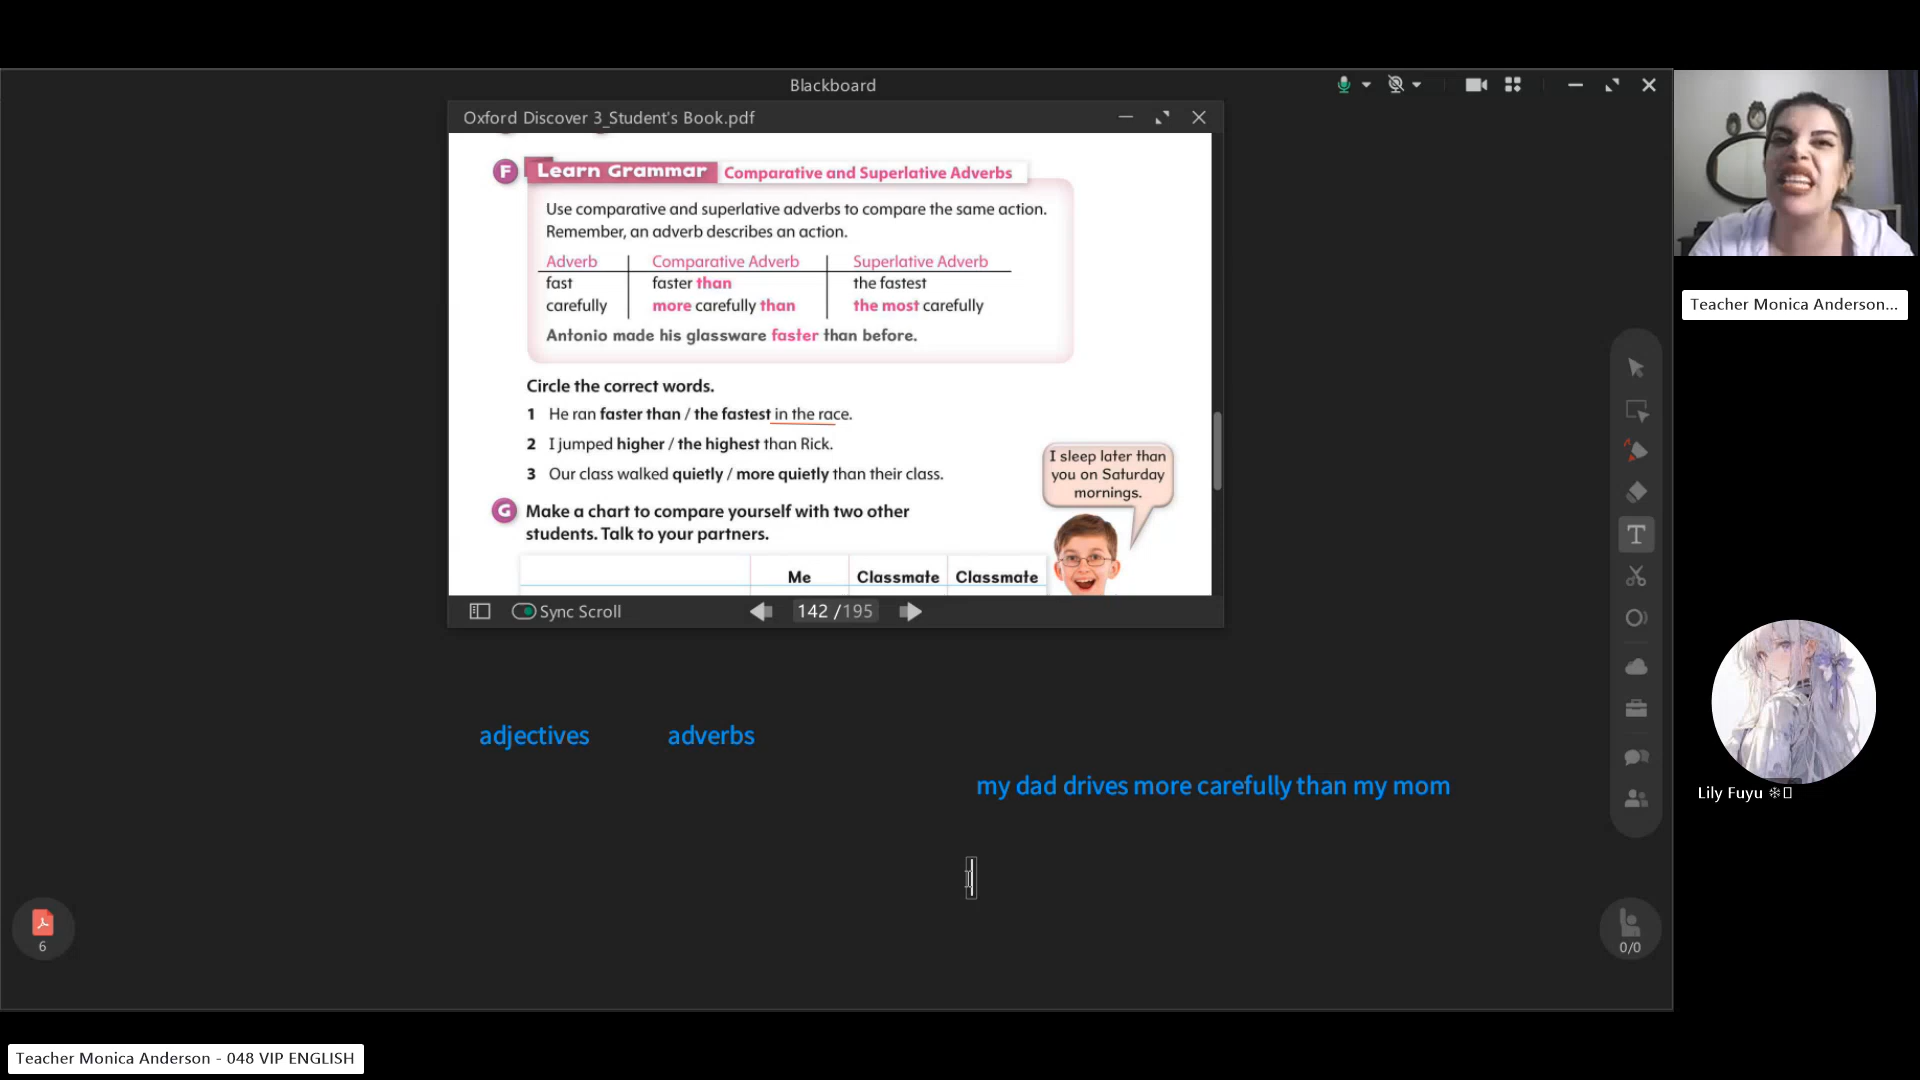 Blackboard
Oxford Discover 3_Student's Book.pdf
F Learn Grammar Comparative and Superlative Adverbs
Use comparative and superlative adverbs to compare the same action.
Remember, an adverb describes an action.
Adverb Comparative Adverb Superlative Adverb
fast faster than the fastest
carefully more carefully than the most carefully
Antonio made his glassware faster than before.
Circle the correct words.
1 He ran faster than / the fastest in the race.
2 I jumped higher / the highest than Rick.
3 Our class walked quietly / more quietly than their class.
I sleep later than
you on Saturday
mornings.
G Make a chart to compare yourself with two other
students. Talk to your partners.
Me Classmate Classmate
Sync Scroll 142 /195
adjectives adverbs
my dad drives more carefully than my mom
6
0/0
T
Teacher Monica Anderson...
Lily Fuyu ❄
Teacher Monica Anderson - 048 VIP ENGLISH